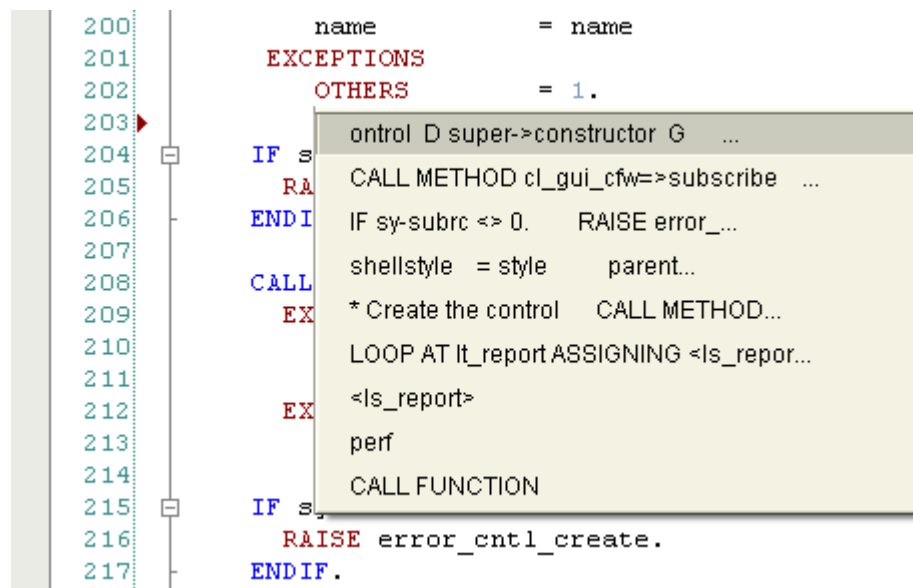 200 name = name
201 EXCEPTIONS
202 OTHERS = 1.
203
ontrol D super->constructor G ...
204 IF s
CALL METHOD cl_gui_cfw=>subscribe ...
205 RA
206 ENDI
IF sy-subrc <> 0. RAISE error_...
207
shellstyle = style parent...
208 CALL
209 EX
* Create the control CALL METHOD...
210
LOOP AT lt_report ASSIGNING <ls_repor...
211
212 EX
<ls_report>
213
perf
214
CALL FUNCTION
215 IF s
216 RAISE error_cntl_create.
217 ENDIF.